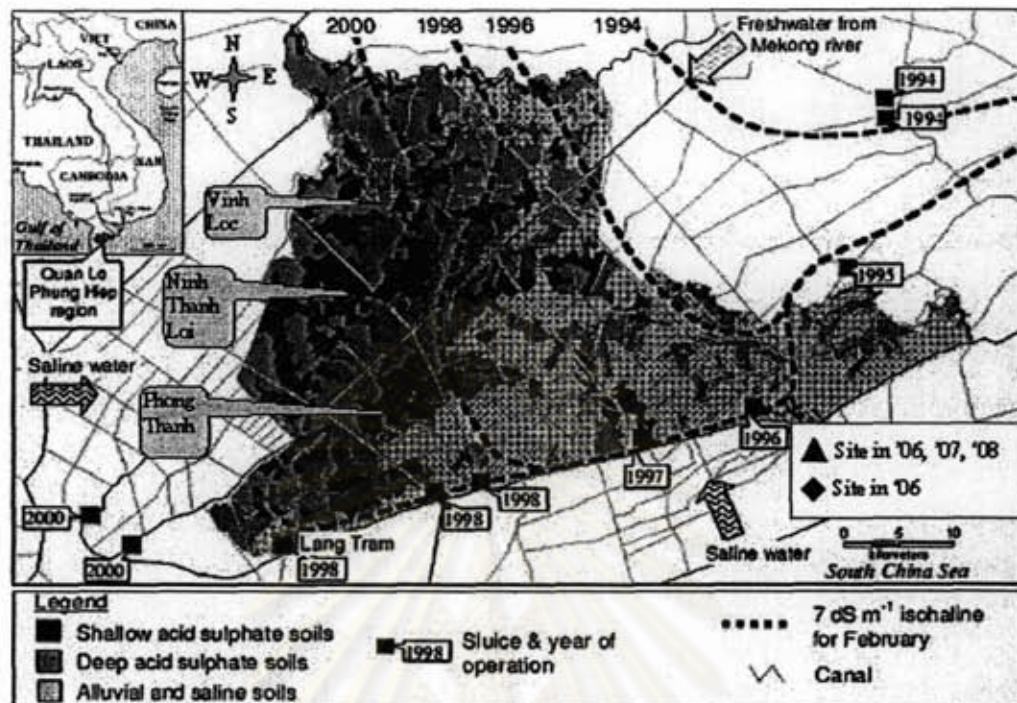 CHINA
VIET
LAOS
THAILAND
CAMBODIA
NAM
Gulf of
Thailand
Quan Lo
Phung Hiep
region
N
W E
S
2000
1998
1996
1994
Freshwater from
Mekong river
1994
1994
1995
Vinh
Loc
Ninh
Thanh
Loi
Phong
Thanh
Saline water
2000
2000
Lang Tram
1998
1998
1998
1997
1996
Saline water
Site in '06, '07, '08
Site in '06
0 5 10
kilometers
South China Sea
Legend
Shallow acid sulphate soils
Deep acid sulphate soils
Alluvial and saline soils
1998
Sluice & year of
operation
7 dS m⁻¹ isohaline
for February
Canal